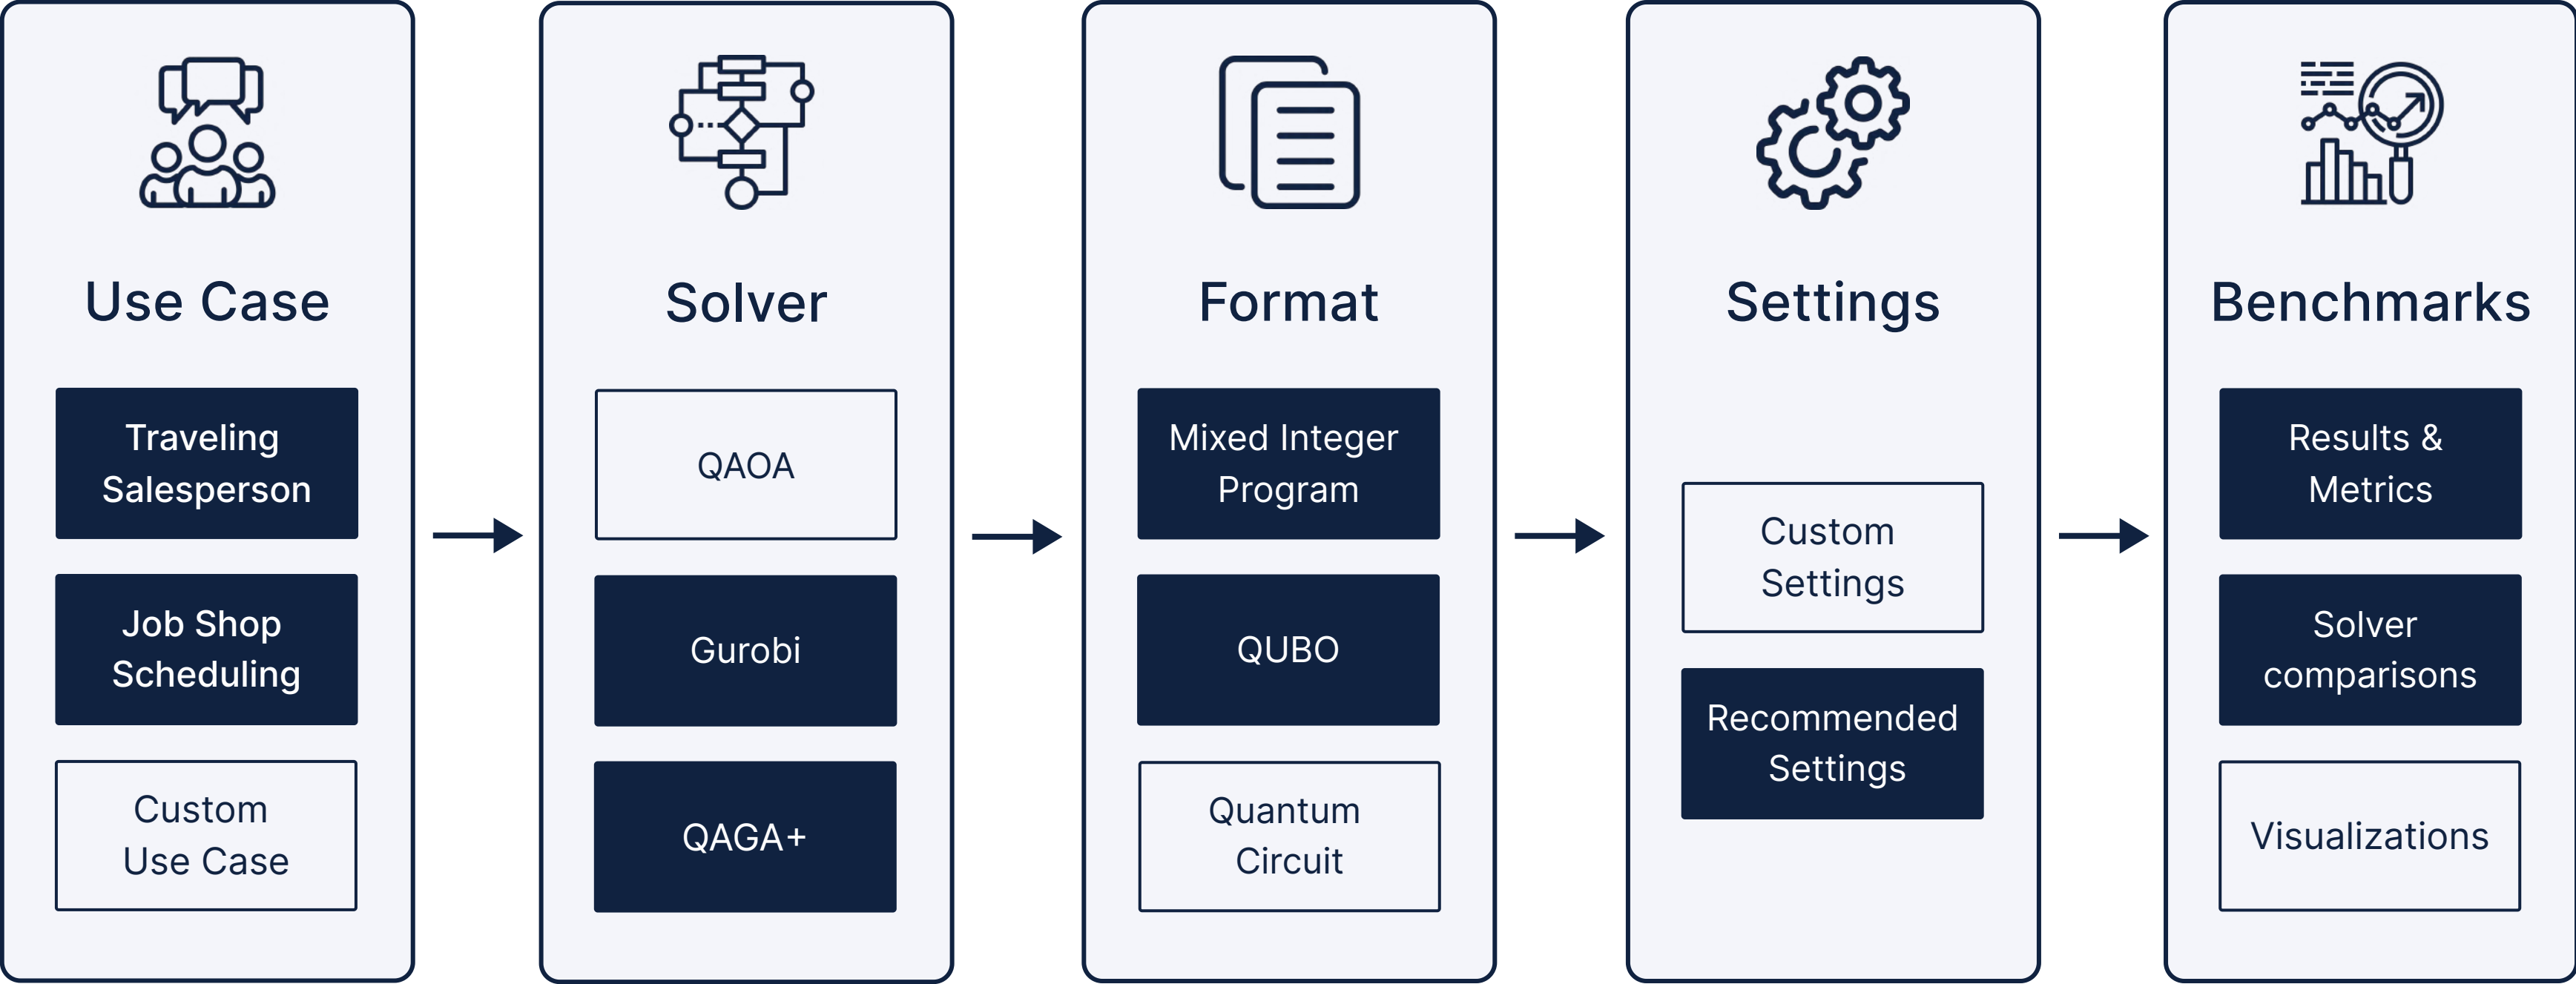 Use Case
Traveling
Salesperson
Job Shop
Scheduling
Custom
Use Case
Solver
QAOA
Gurobi
QAGA+
Format
Mixed Integer
Program
QUBO
Quantum
Circuit
Settings
Custom
Settings
Recommended
Settings
Benchmarks
Results &
Metrics
Solver
comparisons
Visualizations